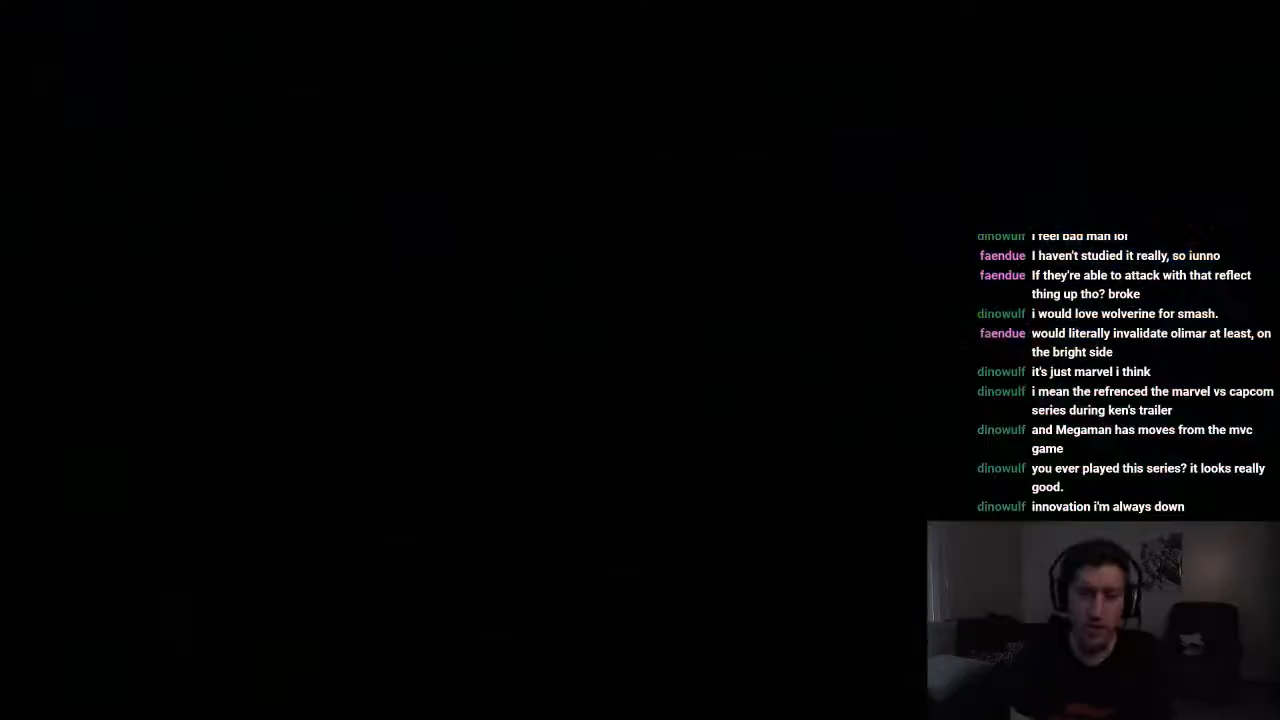 dinowulf i feel bad man lol
faendue I haven't studied it really, so iunno
faendue If they're able to attack with that reflect
thing up tho? broke
dinowulf i would love wolverine for smash.
faendue would literally invalidate olimar at least, on
the bright side
dinowulf it's just marvel i think
dinowulf i mean the refrenced the marvel vs capcom
series during ken's trailer
dinowulf and Megaman has moves from the mvc
game
dinowulf you ever played this series? it looks really
good.
dinowulf innovation i'm always down